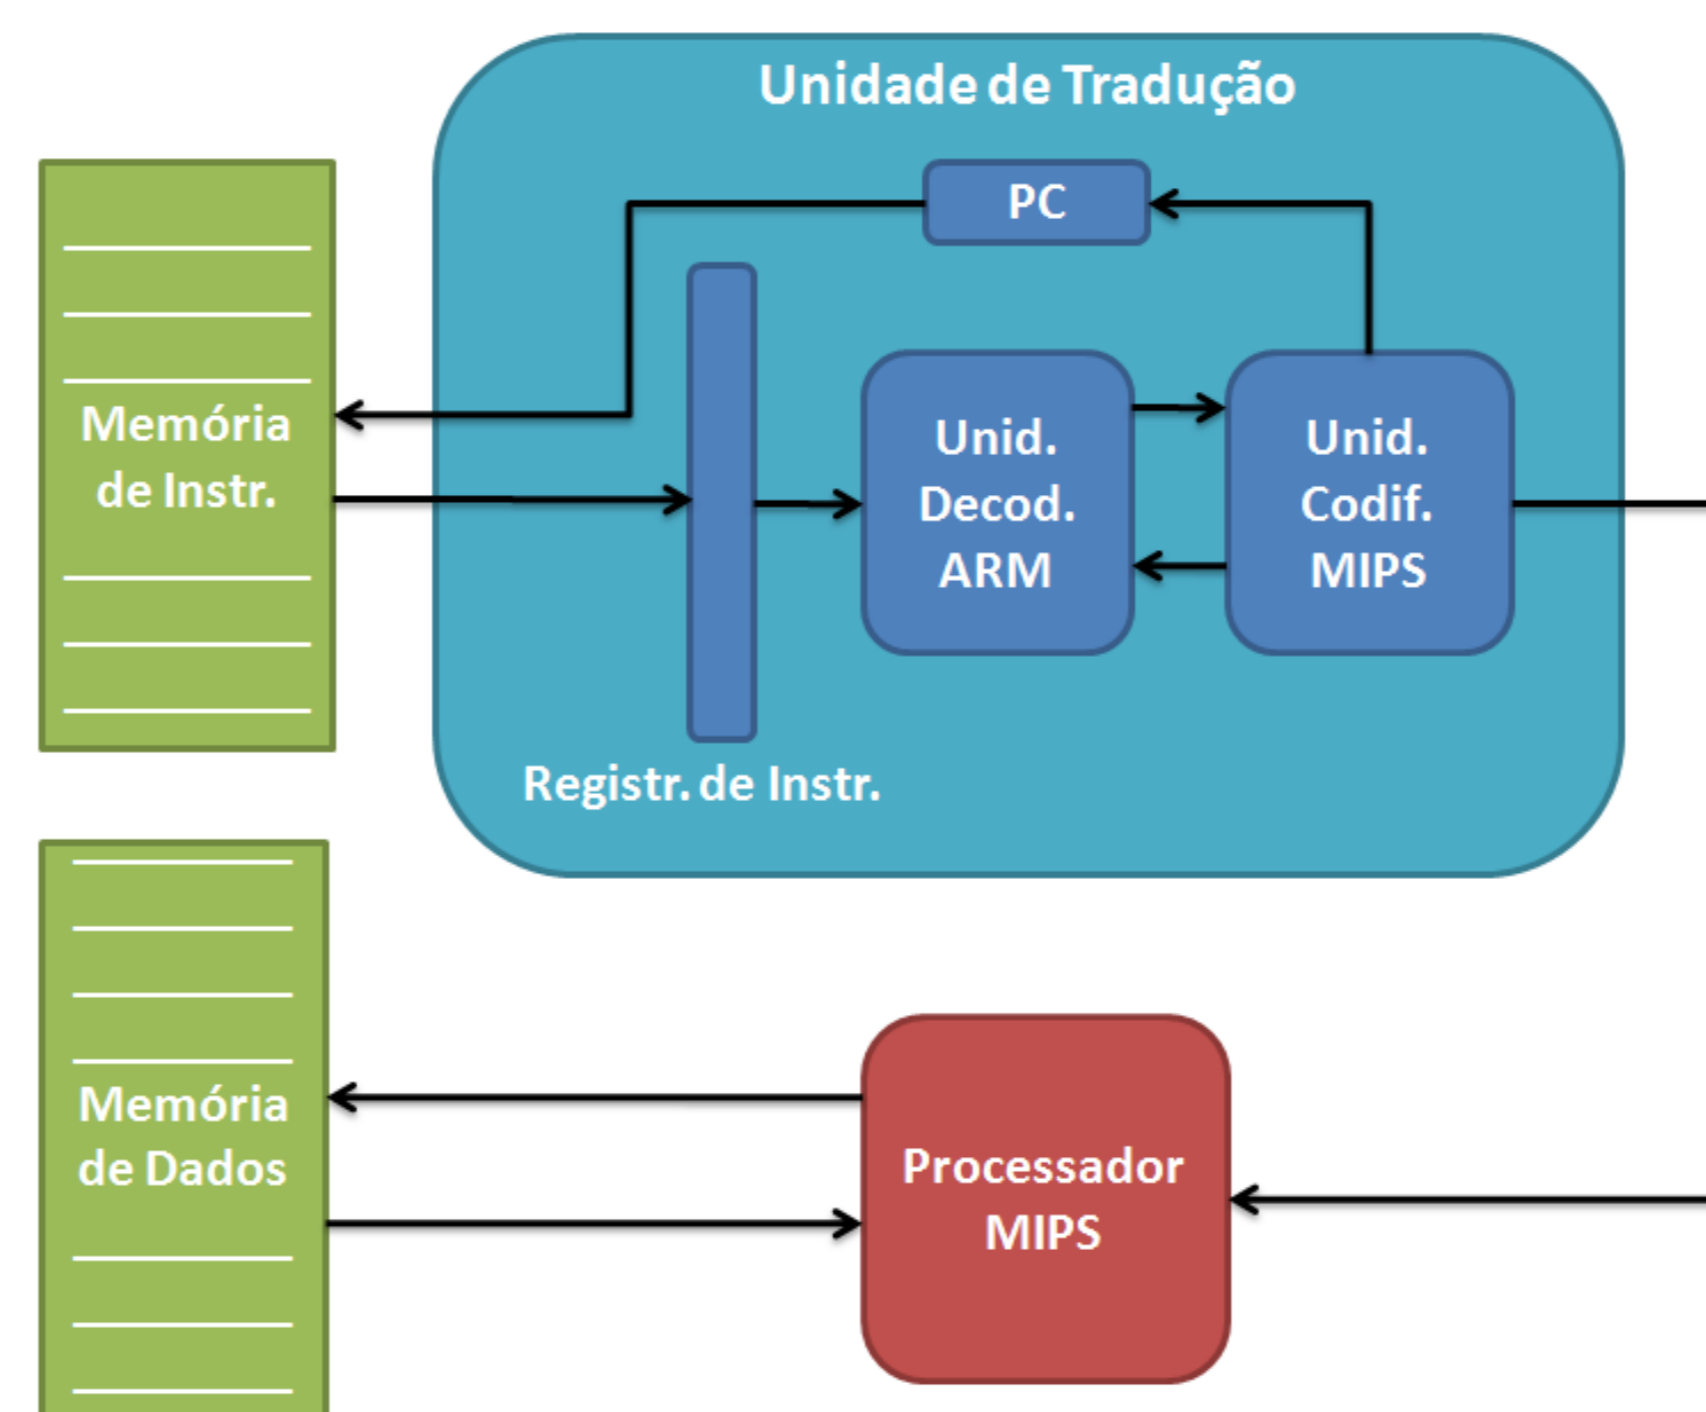 Unidade de Tradução
PC
Memória
de Instr.
Unid.
Decod.
ARM
Unid.
Codif.
MIPS
Registr. de Instr.
Memória
de Dados
Processador
MIPS